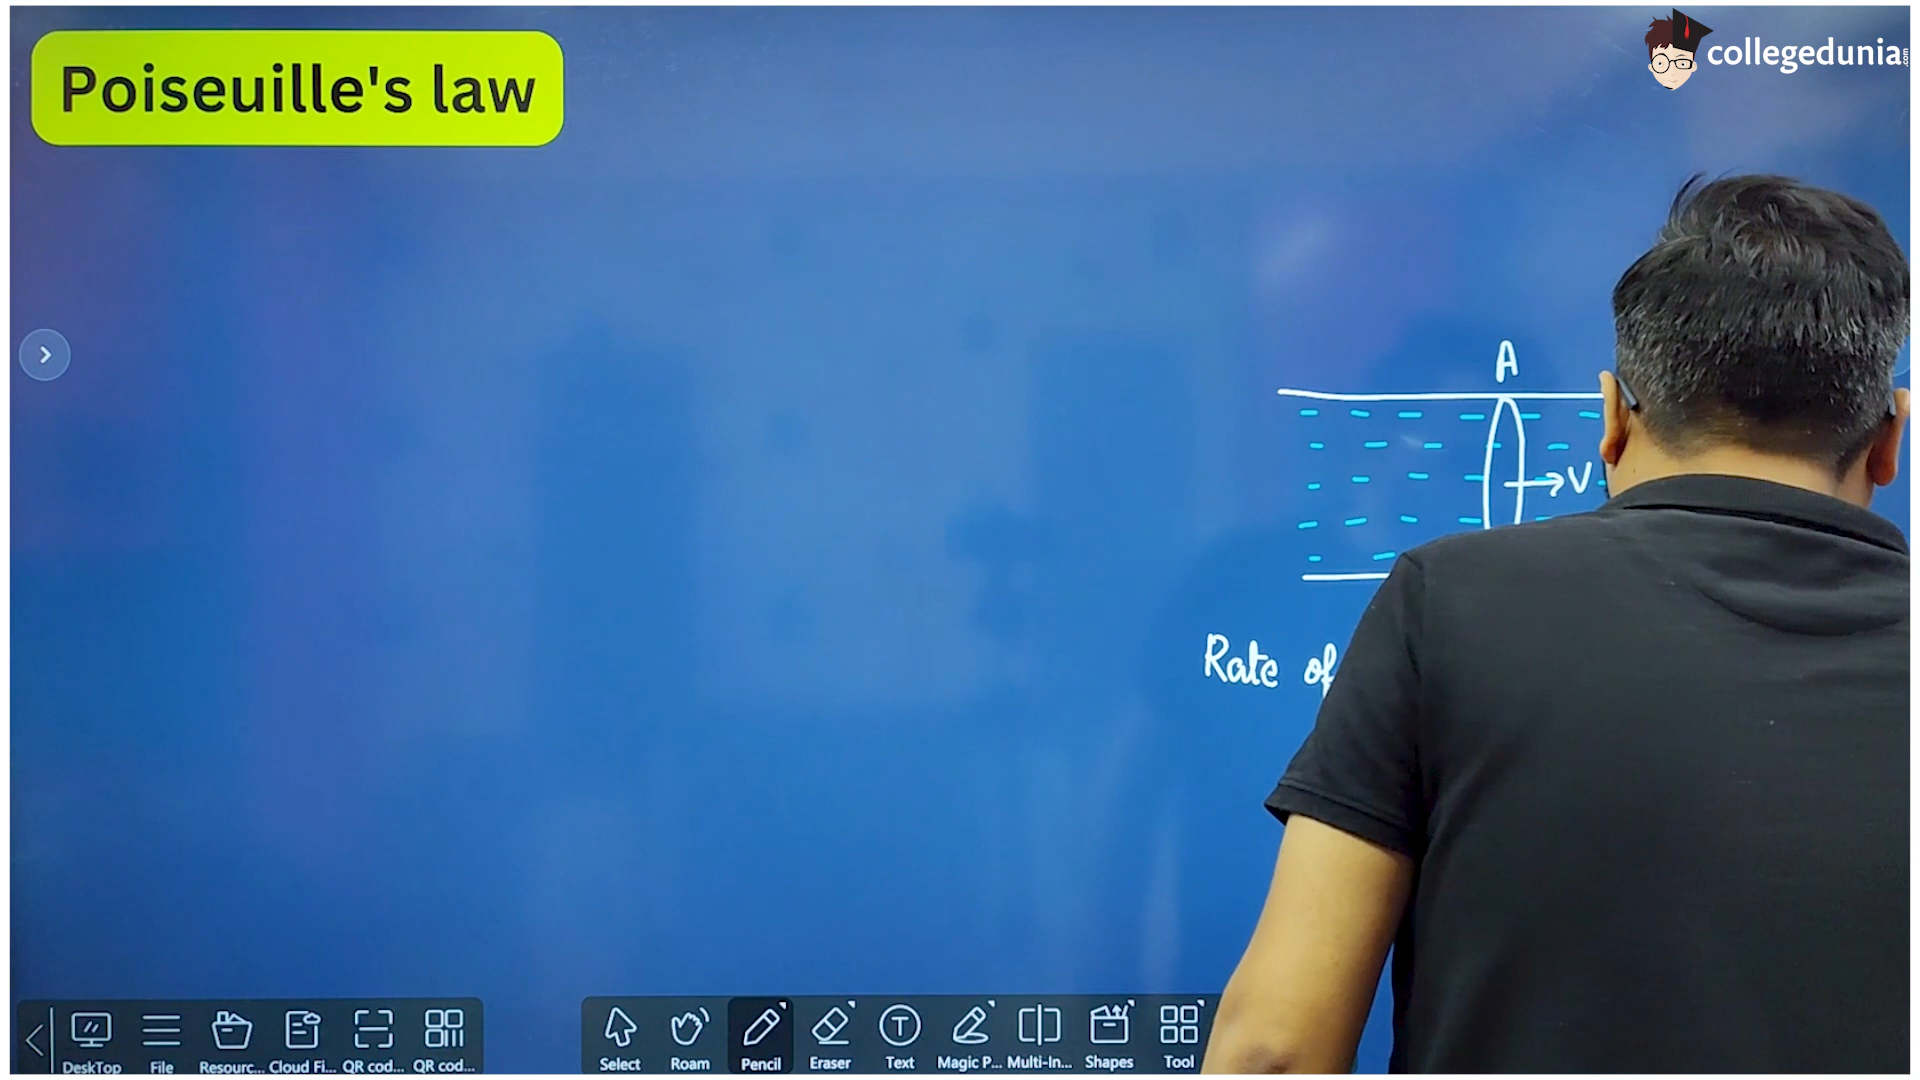 Poiseuille's law
collegedunia.com
A
V
Rate of
DeskTop File Resourc... Cloud Fi... QR cod... QR cod...
Select Roam Pencil Eraser Text Magic P... Multi-In... Shapes Tool